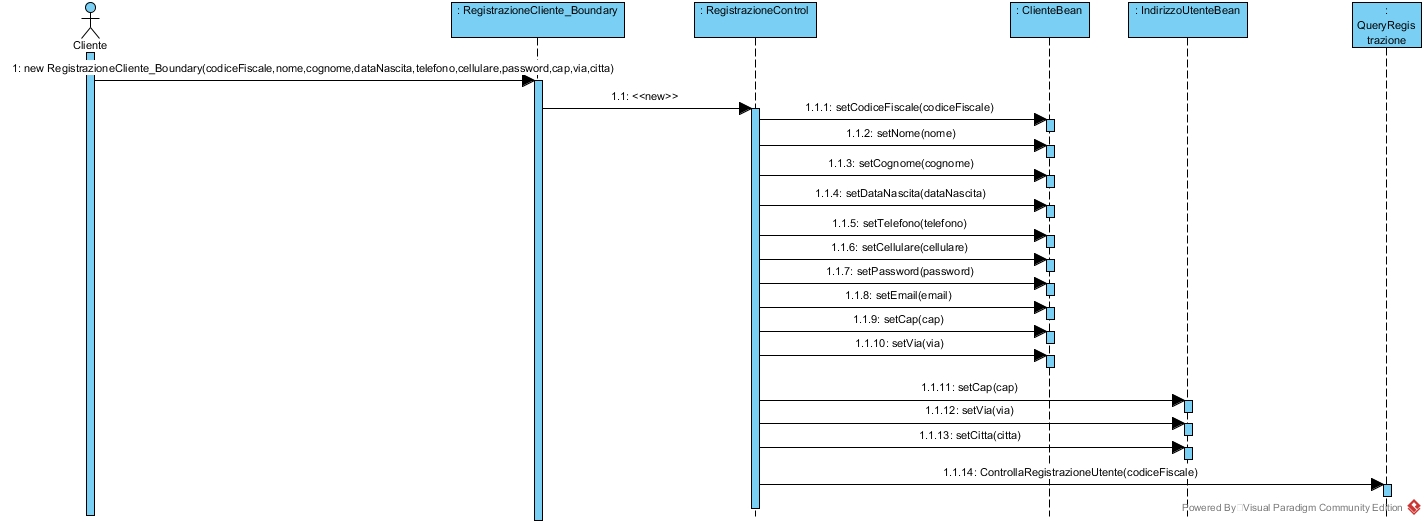 : RegistrazioneCliente_Boundary
: RegistrazioneControl
: ClienteBean
: IndirizzoUtenteBean
:
QueryRegis
trazione
Cliente
1: new RegistrazioneCliente_Boundary(codiceFiscale,nome,cognome,dataNascita,telefono,cellulare,password,cap,via,citta)
1.1: <<new>>
1.1.1: setCodiceFiscale(codiceFiscale)
1.1.2: setNome(nome)
1.1.3: setCognome(cognome)
1.1.4: setDataNascita(dataNascita)
1.1.5: setTelefono(telefono)
1.1.6: setCellulare(cellulare)
1.1.7: setPassword(password)
1.1.8: setEmail(email)
1.1.9: setCap(cap)
1.1.10: setVia(via)
1.1.11: setCap(cap)
1.1.12: setVia(via)
1.1.13: setCitta(citta)
1.1.14: ControllaRegistrazioneUtente(codiceFiscale)
Powered By Visual Paradigm Community Edition